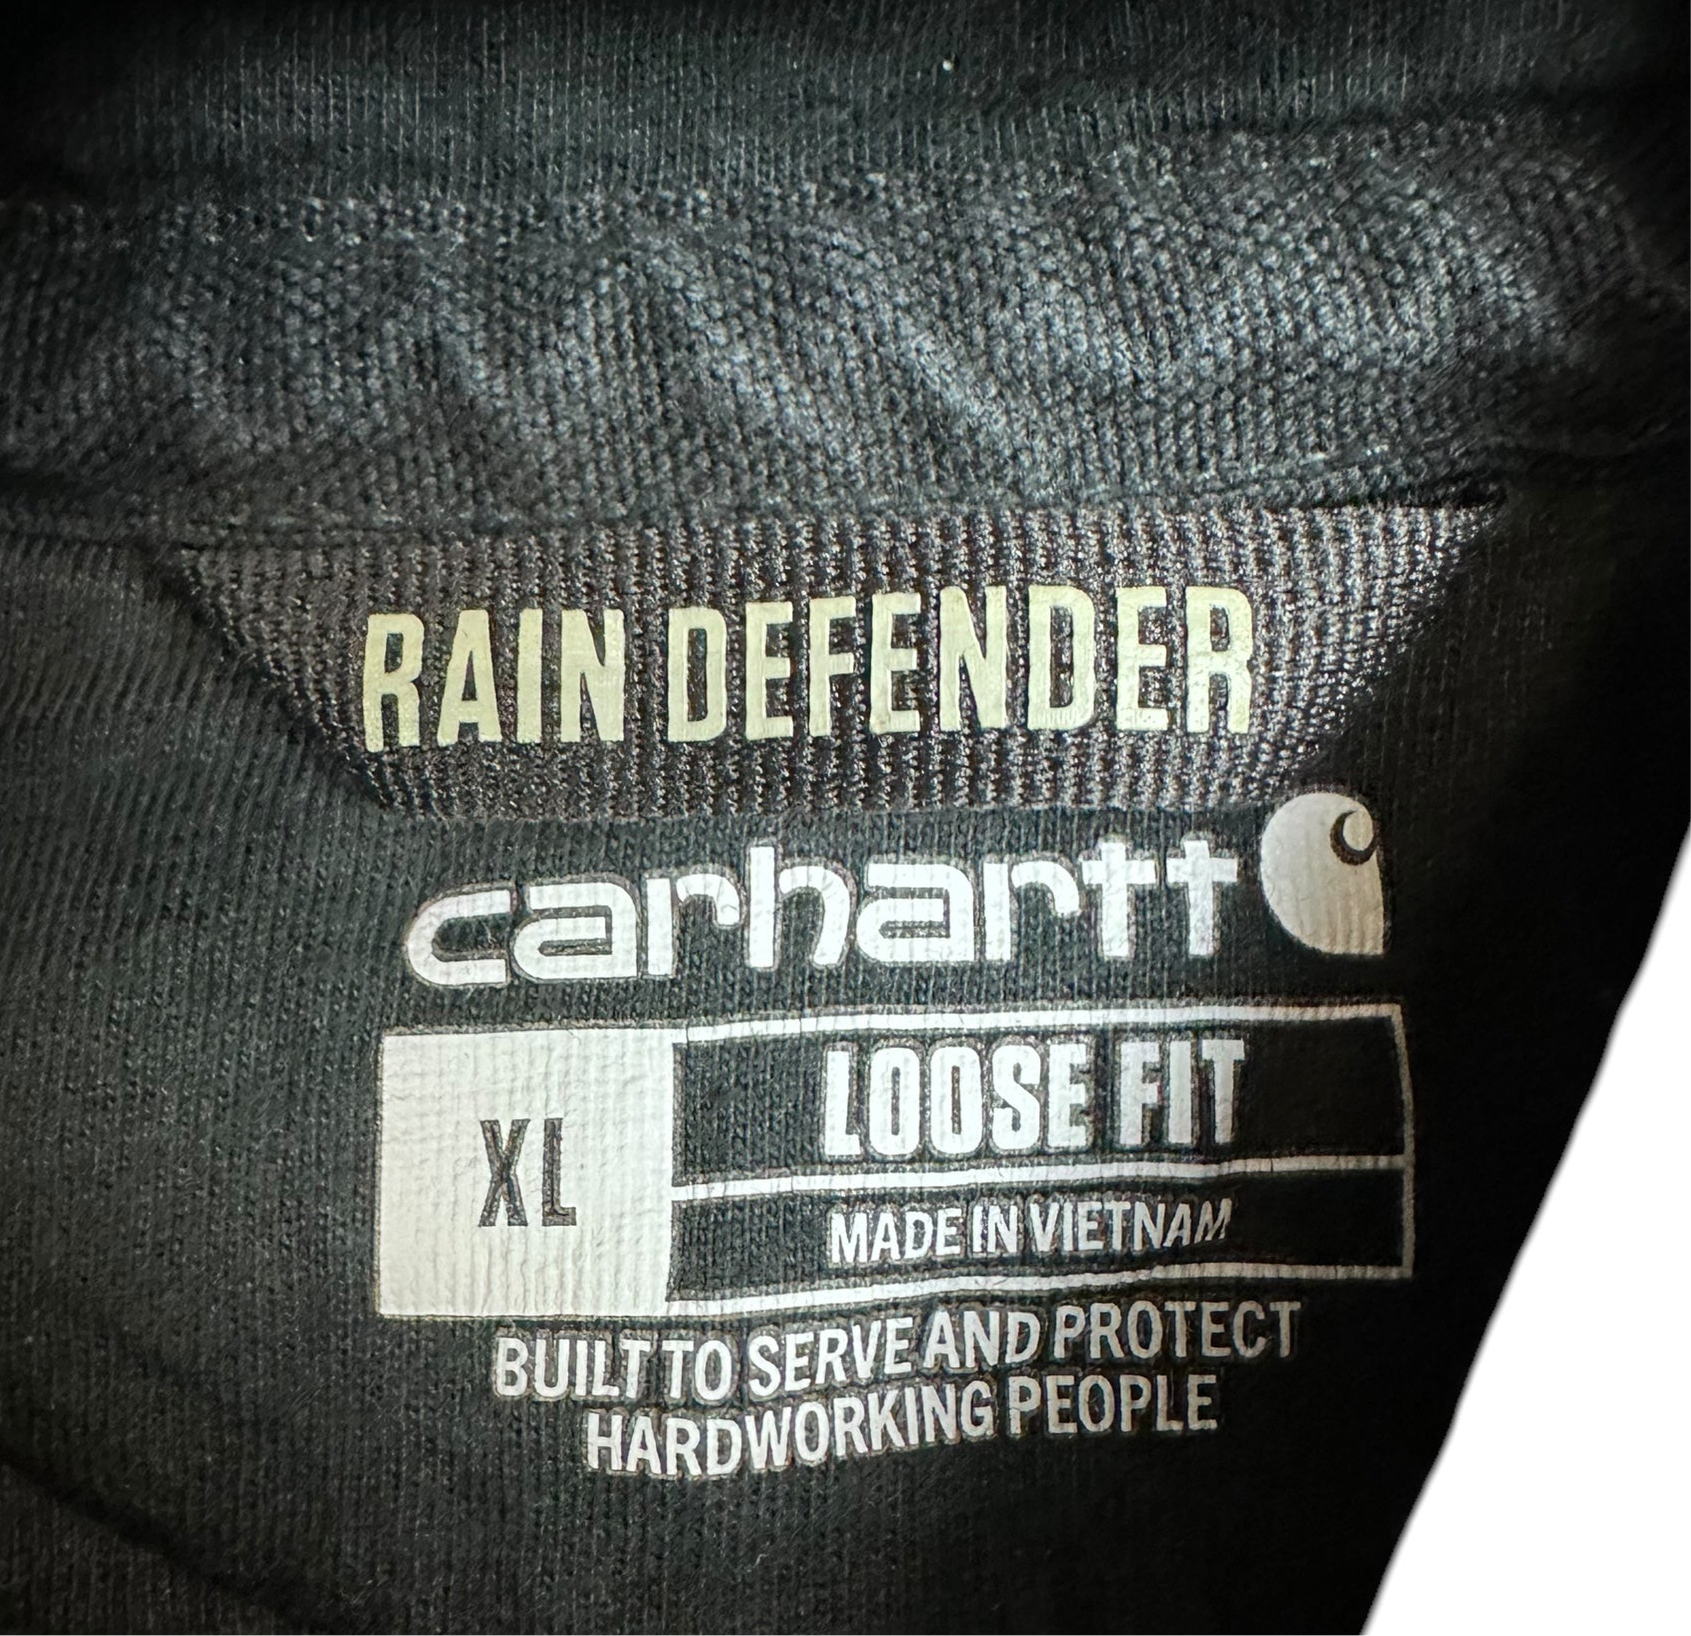 RAIN DEFENDER
carhartt
XL
LOOSE FIT
MADE IN VIETNAM
BUILT TO SERVE AND PROTECT
HARDWORKING PEOPLE